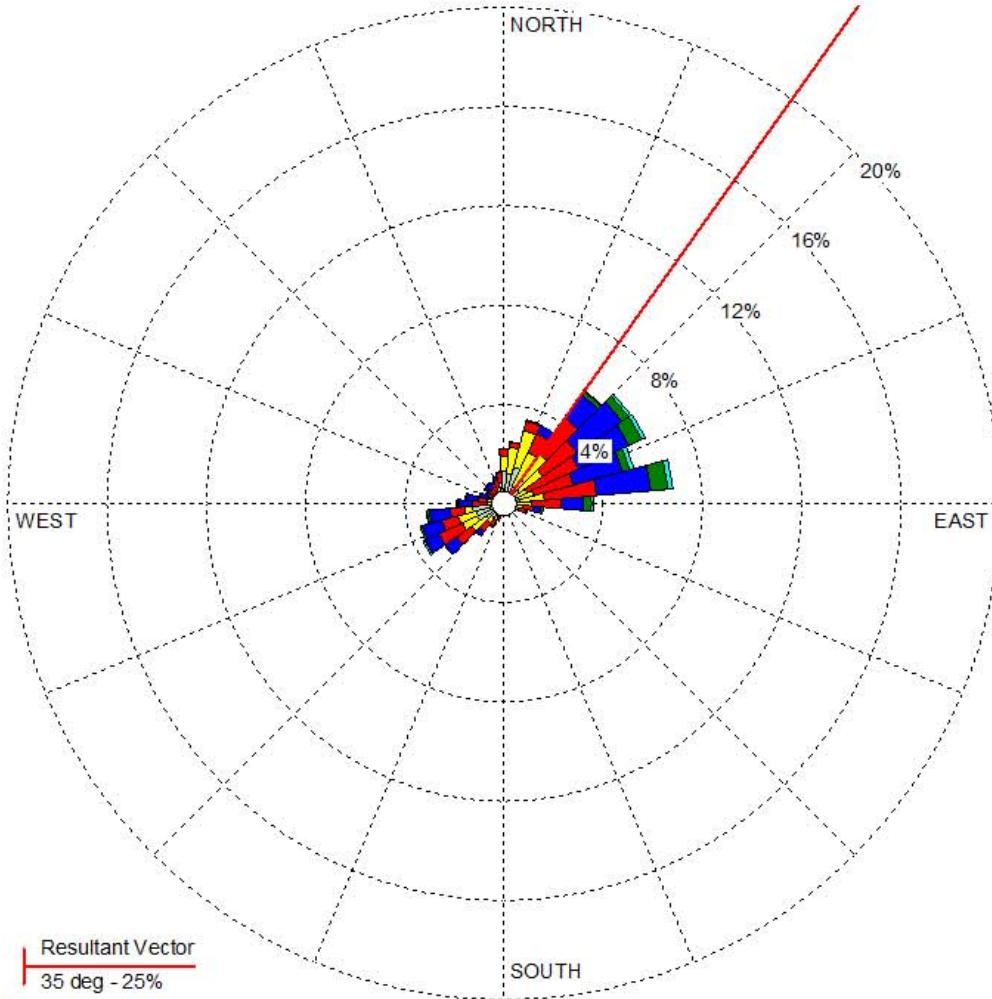 NORTH
20%
16%
12%
8%
4%
WEST
EAST
Resultant Vector
35 deg - 25%
SOUTH